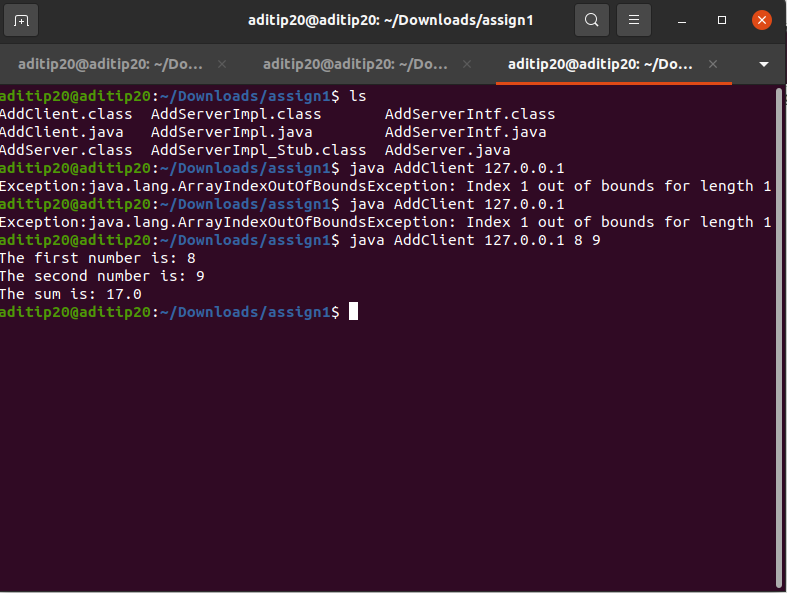 aditip20@aditip20: ~/Downloads/assign1
aditip20@aditip20: ~/Do... aditip20@aditip20: ~/Do... aditip20@aditip20: ~/Do...
aditip20@aditip20:~/Downloads/assign1$ ls
AddClient.class  AddServerImpl.class       AddServerIntf.class
AddClient.java   AddServerImpl.java        AddServerIntf.java
AddServer.class  AddServerImpl_Stub.class  AddServer.java
aditip20@aditip20:~/Downloads/assign1$ java AddClient 127.0.0.1
Exception:java.lang.ArrayIndexOutOfBoundsException: Index 1 out of bounds for length 1
aditip20@aditip20:~/Downloads/assign1$ java AddClient 127.0.0.1
Exception:java.lang.ArrayIndexOutOfBoundsException: Index 1 out of bounds for length 1
aditip20@aditip20:~/Downloads/assign1$ java AddClient 127.0.0.1 8 9
The first number is: 8
The second number is: 9
The sum is: 17.0
aditip20@aditip20:~/Downloads/assign1$